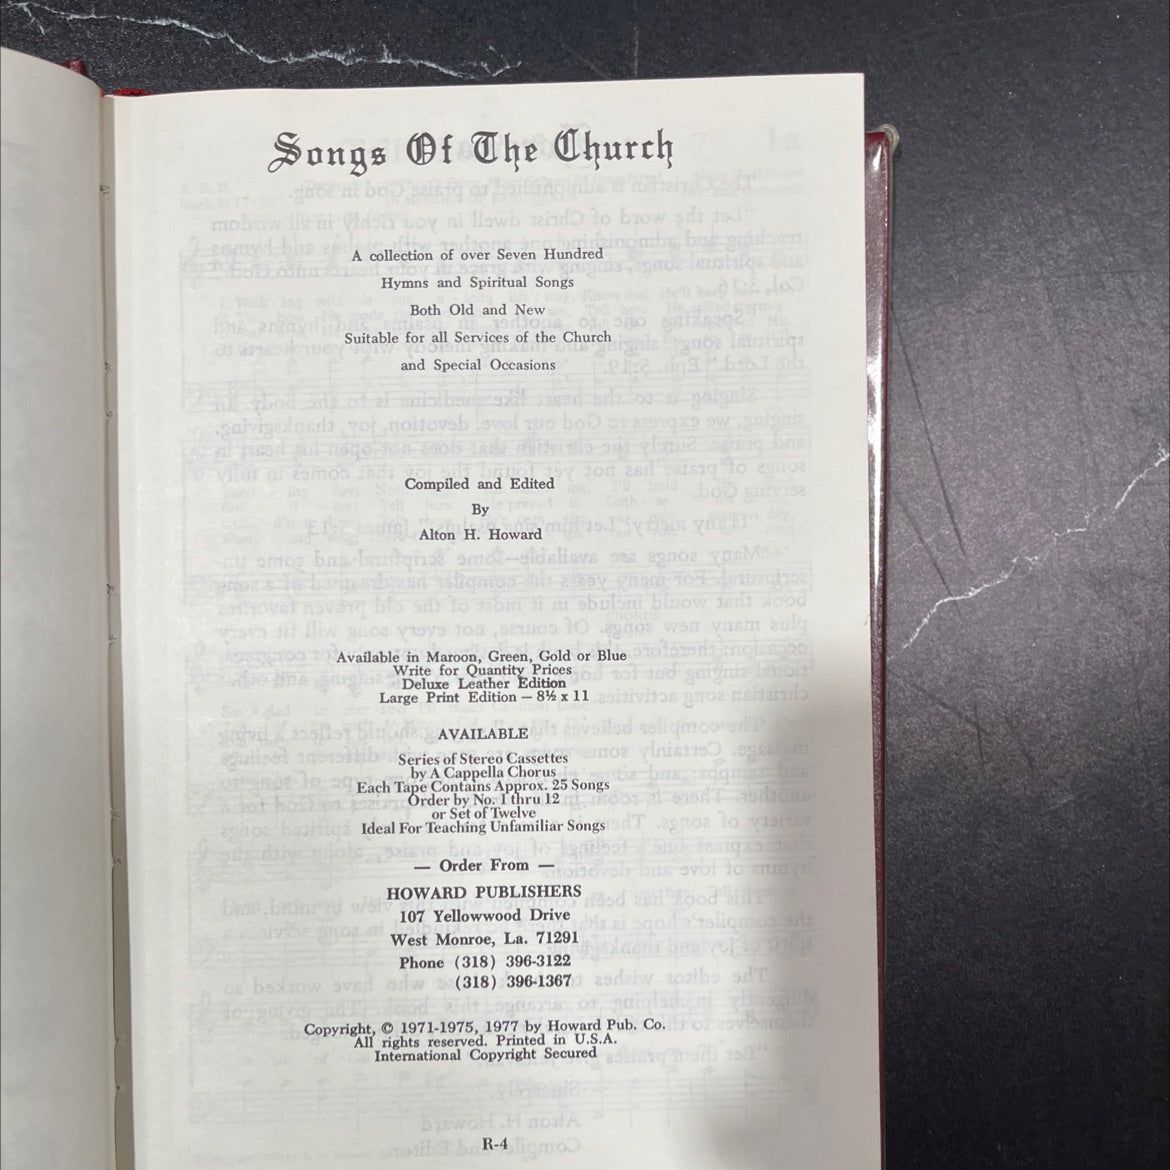 Songs Of The Church
A collection of over Seven Hundred
Hymns and Spiritual Songs
Both Old and New
Suitable for all Services of the Church
and Special Occasions
Compiled and Edited
By
Alton H. Howard
Available in Maroon, Green, Gold or Blue
Write for Quantity Prices
Deluxe Leather Edition
Large Print Edition — 8½ x 11
AVAILABLE
Series of Stereo Cassettes
by A Cappella Chorus
Each Tape Contains Approx. 25 Songs
Order by No. 1 thru 12
or Set of Twelve
Ideal For Teaching Unfamiliar Songs
— Order From —
HOWARD PUBLISHERS
107 Yellowwood Drive
West Monroe, La. 71291
Phone (318) 396-3122
(318) 396-1367
Copyright, © 1971-1975, 1977 by Howard Pub. Co.
All rights reserved. Printed in U.S.A.
International Copyright Secured
R-4